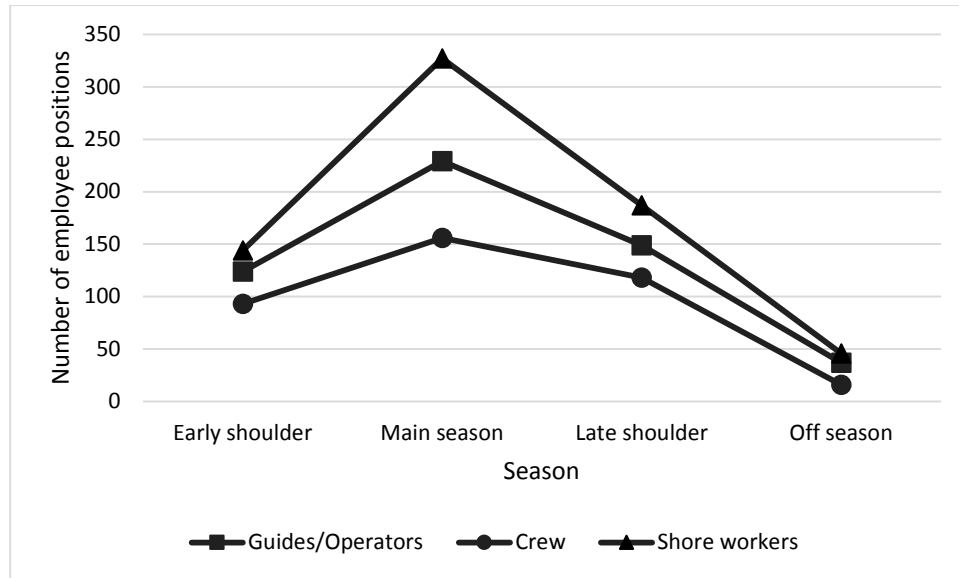 350
300
250
200
150
100
50
0
Number of employee positions
Early shoulder Main season Late shoulder Off season
Season
Guides/Operators Crew Shore workers